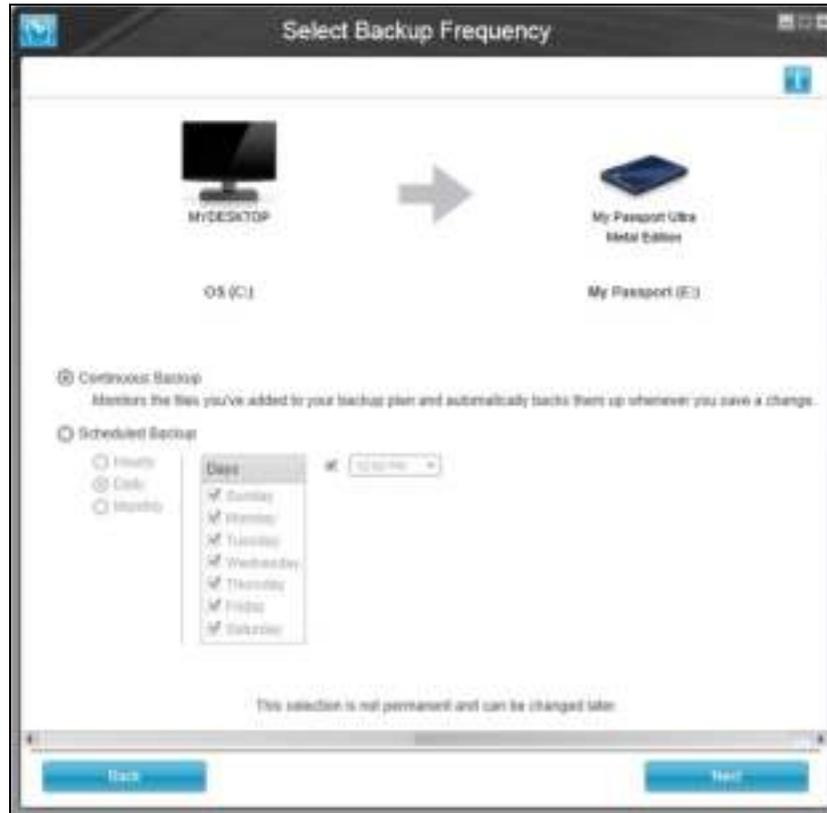 Select Backup Frequency
MYDESKTOP
My Passport Ultra
Metal Edition
OS (C:)
My Passport (E:)
Continuous Backup
Monitors the files you've added to your backup plan and automatically backs them up whenever you save a change.
Scheduled Backup
Hourly
Daily
Monthly
Days
Sunday
Monday
Tuesday
Wednesday
Thursday
Friday
Saturday
This selection is not permanent and can be changed later.
Back
Next